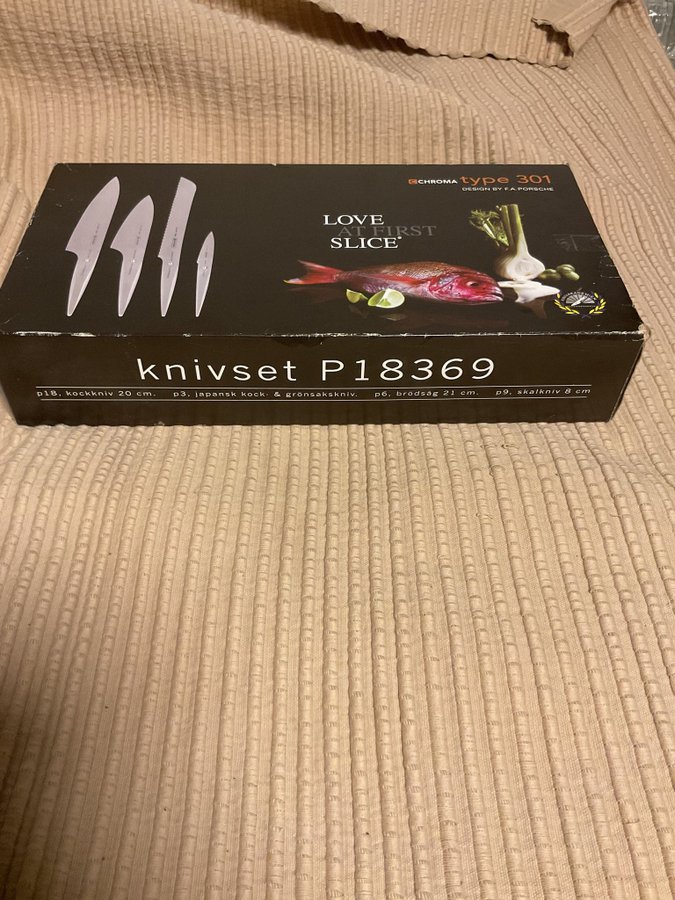 CHROMA type 301
DESIGN BY F.A. PORSCHE
LOVE
AT FIRST
SLICE®
knivset P18369
p18, kockkniv 20 cm. p3, japansk kock- & grönsakskniv. p6, brödsåg 21 cm. p9, skalkniv 8 cm